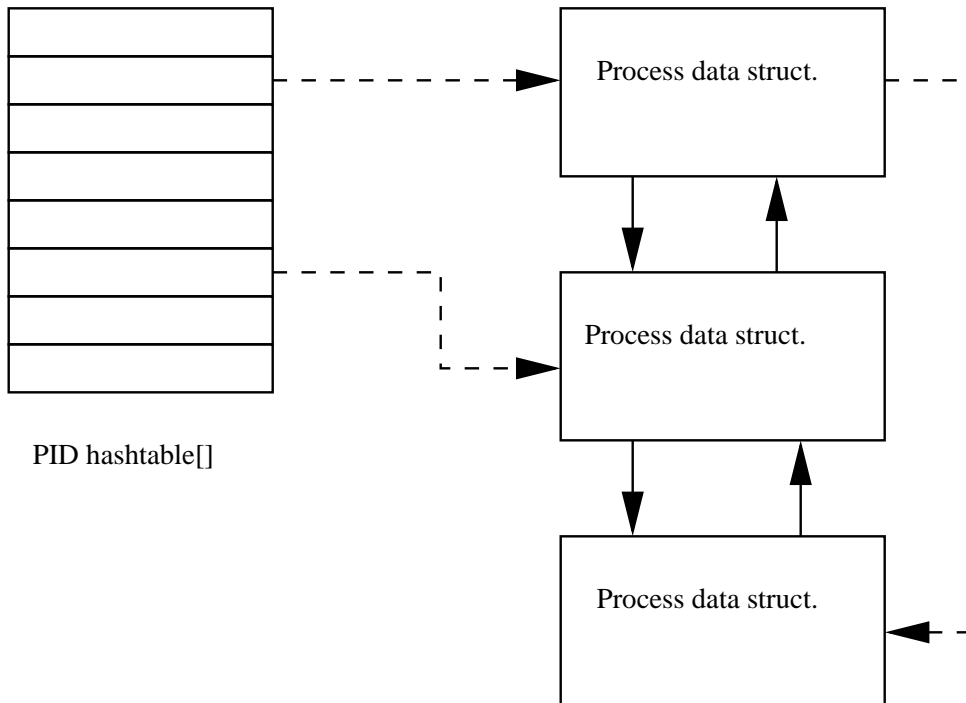 Process data struct.
Process data struct.
PID hashtable[]
Process data struct.